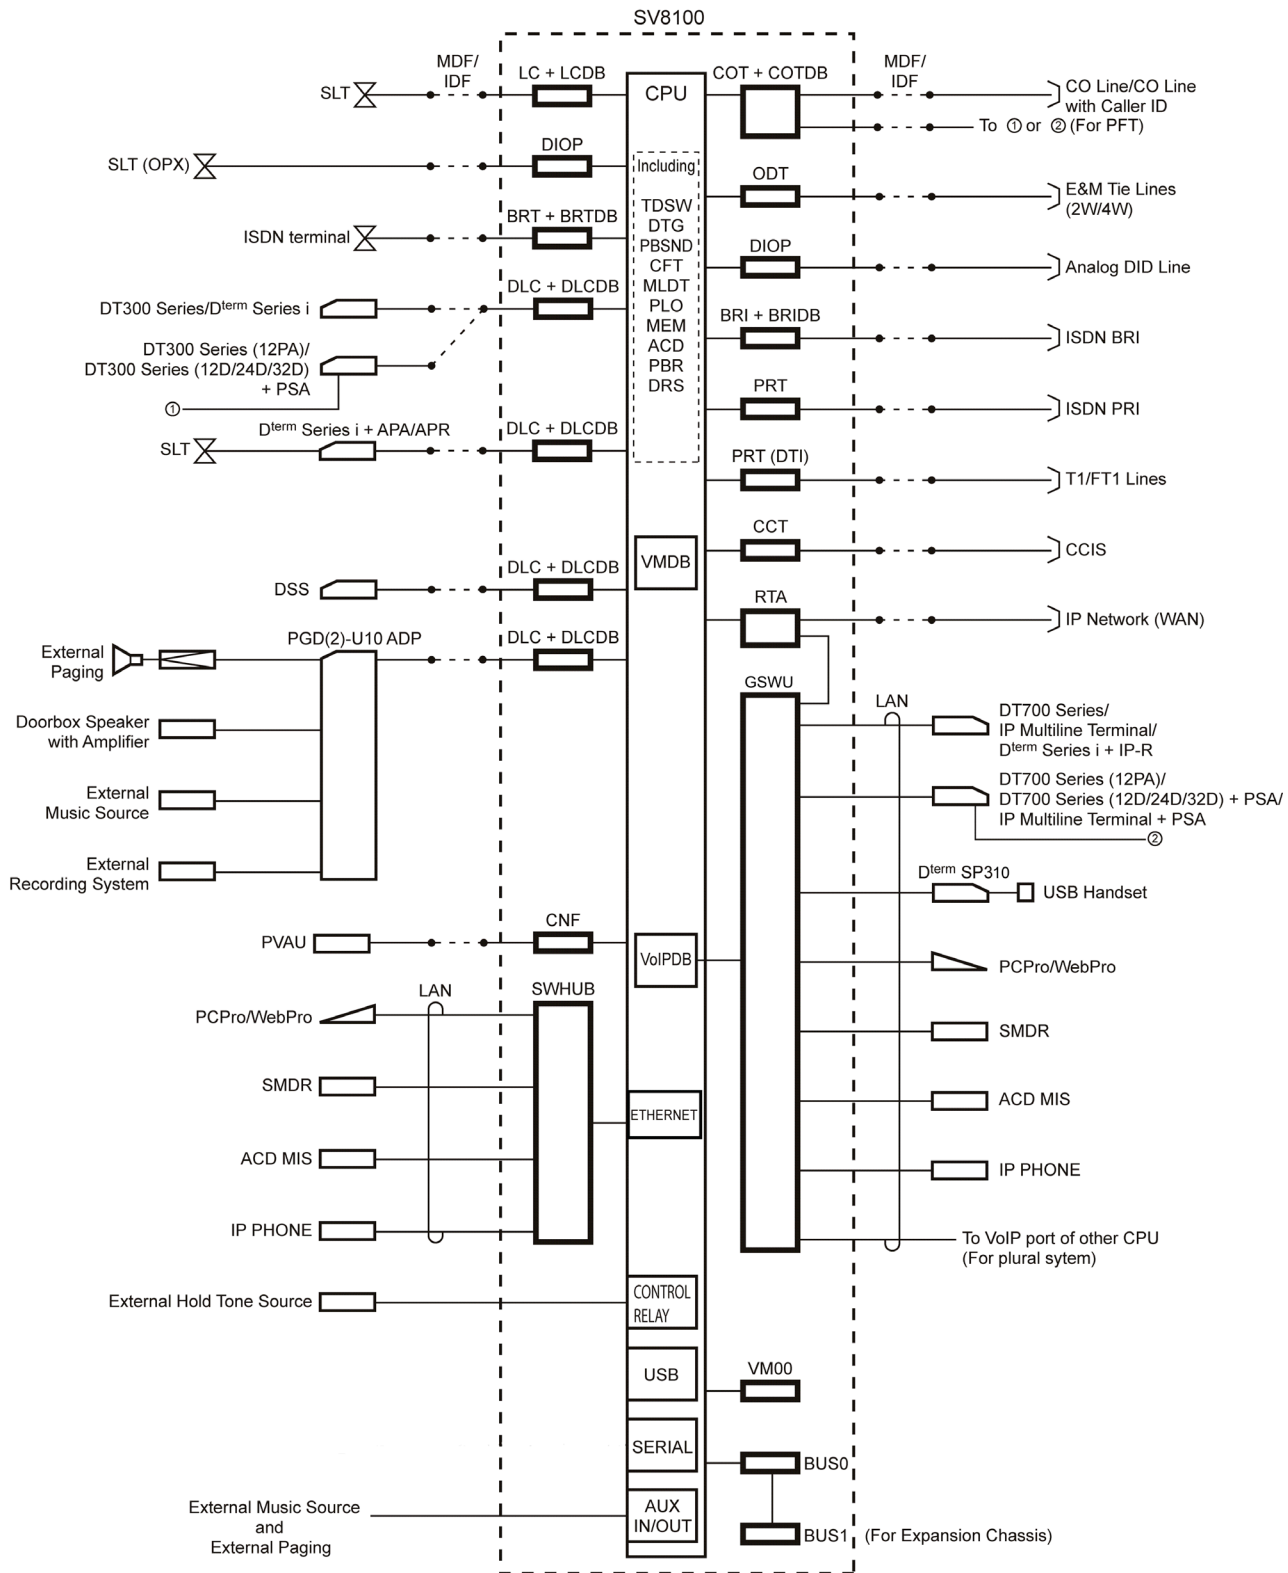 SV8100
MDF/
IDF
LC + LCDB
SLT
CPU
COT + COTDB
MDF/
IDF
CO Line/CO Line
with Caller ID
To ① or ② (For PFT)
DIOP
SLT (OPX)
Including
TDSW
DTG
PBSND
CFT
MLDT
PLO
MEM
ACD
PBR
DRS
ODT
E&M Tie Lines
(2W/4W)
BRT + BRTDB
ISDN terminal
DIOP
Analog DID Line
DLC + DLCDB
DT300 Series/Dterm Series i
BRI + BRIDB
ISDN BRI
DT300 Series (12PA)/
DT300 Series (12D/24D/32D)
+ PSA
①
PRT
ISDN PRI
Dterm Series i + APA/APR
DLC + DLCDB
SLT
PRT (DTI)
T1/FT1 Lines
CCT
CCIS
VMDB
DLC + DLCDB
DSS
RTA
IP Network (WAN)
PGD(2)-U10 ADP
DLC + DLCDB
External
Paging
Doorbox Speaker
with Amplifier
External
Music Source
External
Recording System
GSWU
LAN
DT700 Series/
IP Multiline Terminal/
Dterm Series i + IP-R
DT700 Series (12PA)/
DT700 Series (12D/24D/32D) + PSA/
IP Multiline Terminal + PSA
②
Dterm SP310
USB Handset
CNF
PVAU
VoIPDB
PCPro/WebPro
LAN
SWHUB
PCPro/WebPro
SMDR
SMDR
ACD MIS
ETHERNET
ACD MIS
IP PHONE
IP PHONE
To VoIP port of other CPU
(For plural sytem)
External Hold Tone Source
CONTROL
RELAY
USB
VM00
SERIAL
BUS0
External Music Source
and
External Paging
AUX
IN/OUT
BUS1 (For Expansion Chassis)